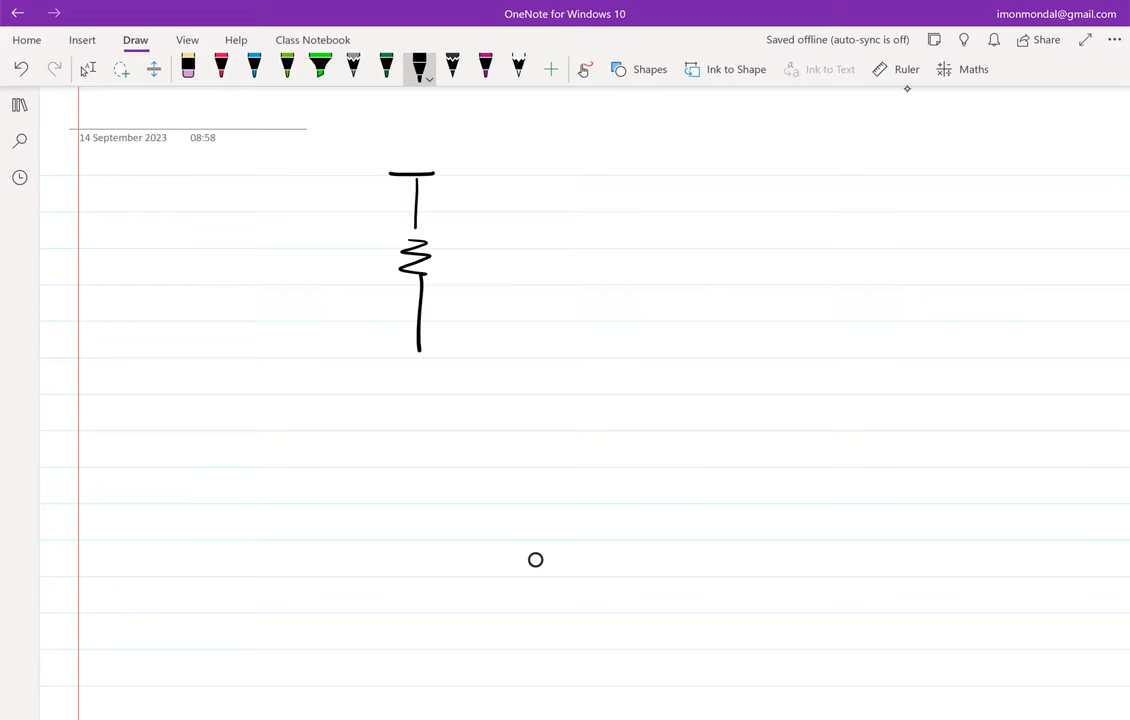 OneNote for Windows 10
imonmondal@gmail.com
Home Insert Draw View Help Class Notebook
Saved offline (auto-sync is off)
Share
Shapes
Ink to Shape
Ink to Text
Ruler
Maths
14 September 2023 08:58